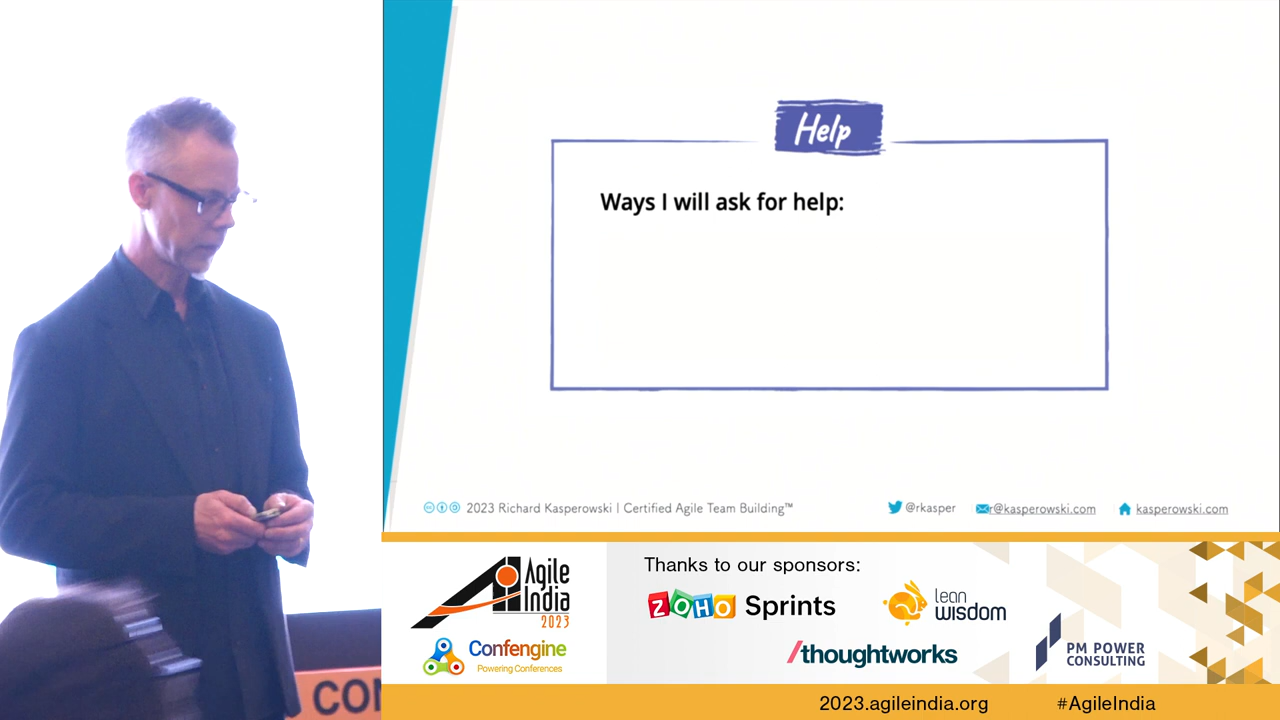 Help
Ways I will ask for help:
2023 Richard Kasperowski | Certified Agile Team Building™
@rkasper
r@kasperowski.com
kasperowski.com
Agile
India
2023
Confengine
Powering Conferences
Thanks to our sponsors:
ZOHO Sprints
lean
wisdom
/thoughtworks
PM POWER
CONSULTING
2023.agileindia.org
#AgileIndia